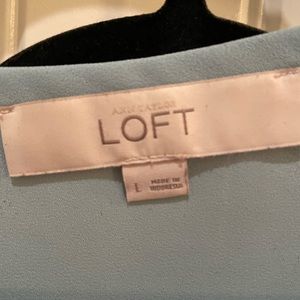 ANN TAYLOR
LOFT
L
MADE IN
INDONESIA